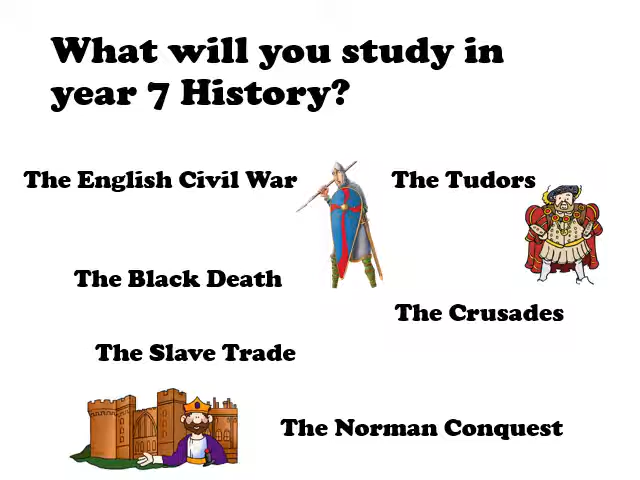 What will you study in
year 7 History?
The English Civil War
The Tudors
The Black Death
The Crusades
The Slave Trade
The Norman Conquest